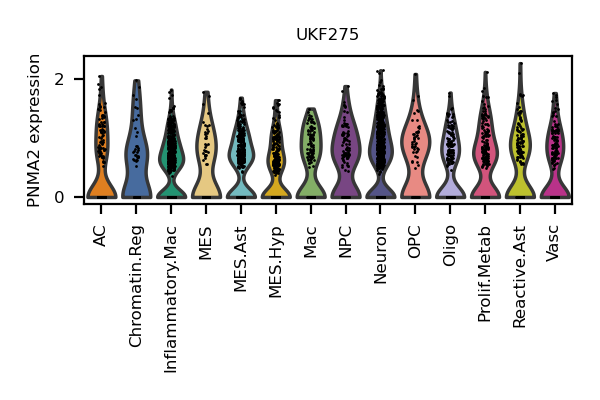 UKF275
PNMA2 expression
2
0
AC
Chromatin.Reg
Inflammatory.Mac
MES
MES.Ast
MES.Hyp
Mac
NPC
Neuron
OPC
Oligo
Prolif.Metab
Reactive.Ast
Vasc